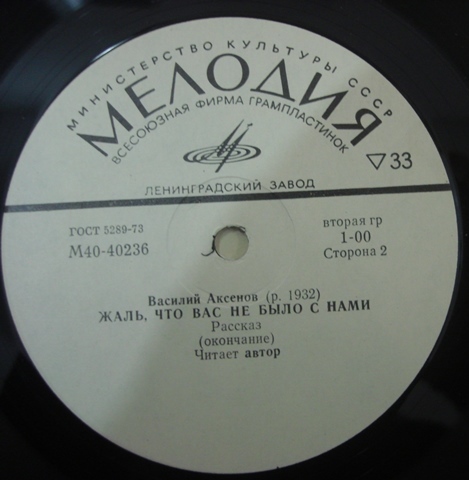 МИНИСТЕРСТВО КУЛЬТУРЫ СССР
МЕЛОДИЯ
ВСЕСОЮЗНАЯ ФИРМА ГРАМПЛАСТИНОК
▽33
ЛЕНИНГРАДСКИЙ ЗАВОД
ГОСТ 5289-73
М40-40236
вторая гр
1-00
Сторона 2
Василий Аксенов (р. 1932)
ЖАЛЬ, ЧТО ВАС НЕ БЫЛО С НАМИ
Рассказ
(окончание)
Читает автор